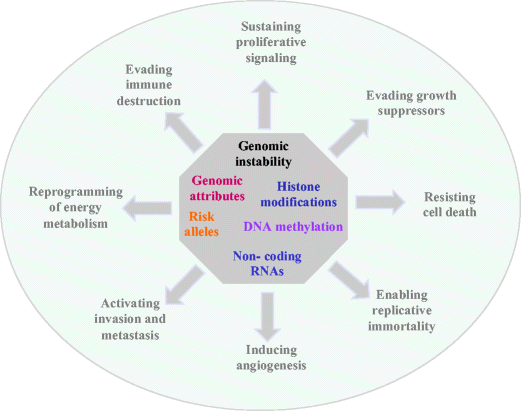 Sustaining
proliferative
signaling
Evading
immune
destruction
Evading growth
suppressors
Genomic
instability
Genomic
attributes
Histone
modifications
Reprogramming
of energy
metabolism
Risk
alleles
DNA methylation
Resisting
cell death
Non- coding
RNAs
Activating
invasion and
metastasis
Enabling
replicative
immortality
Inducing
angiogenesis